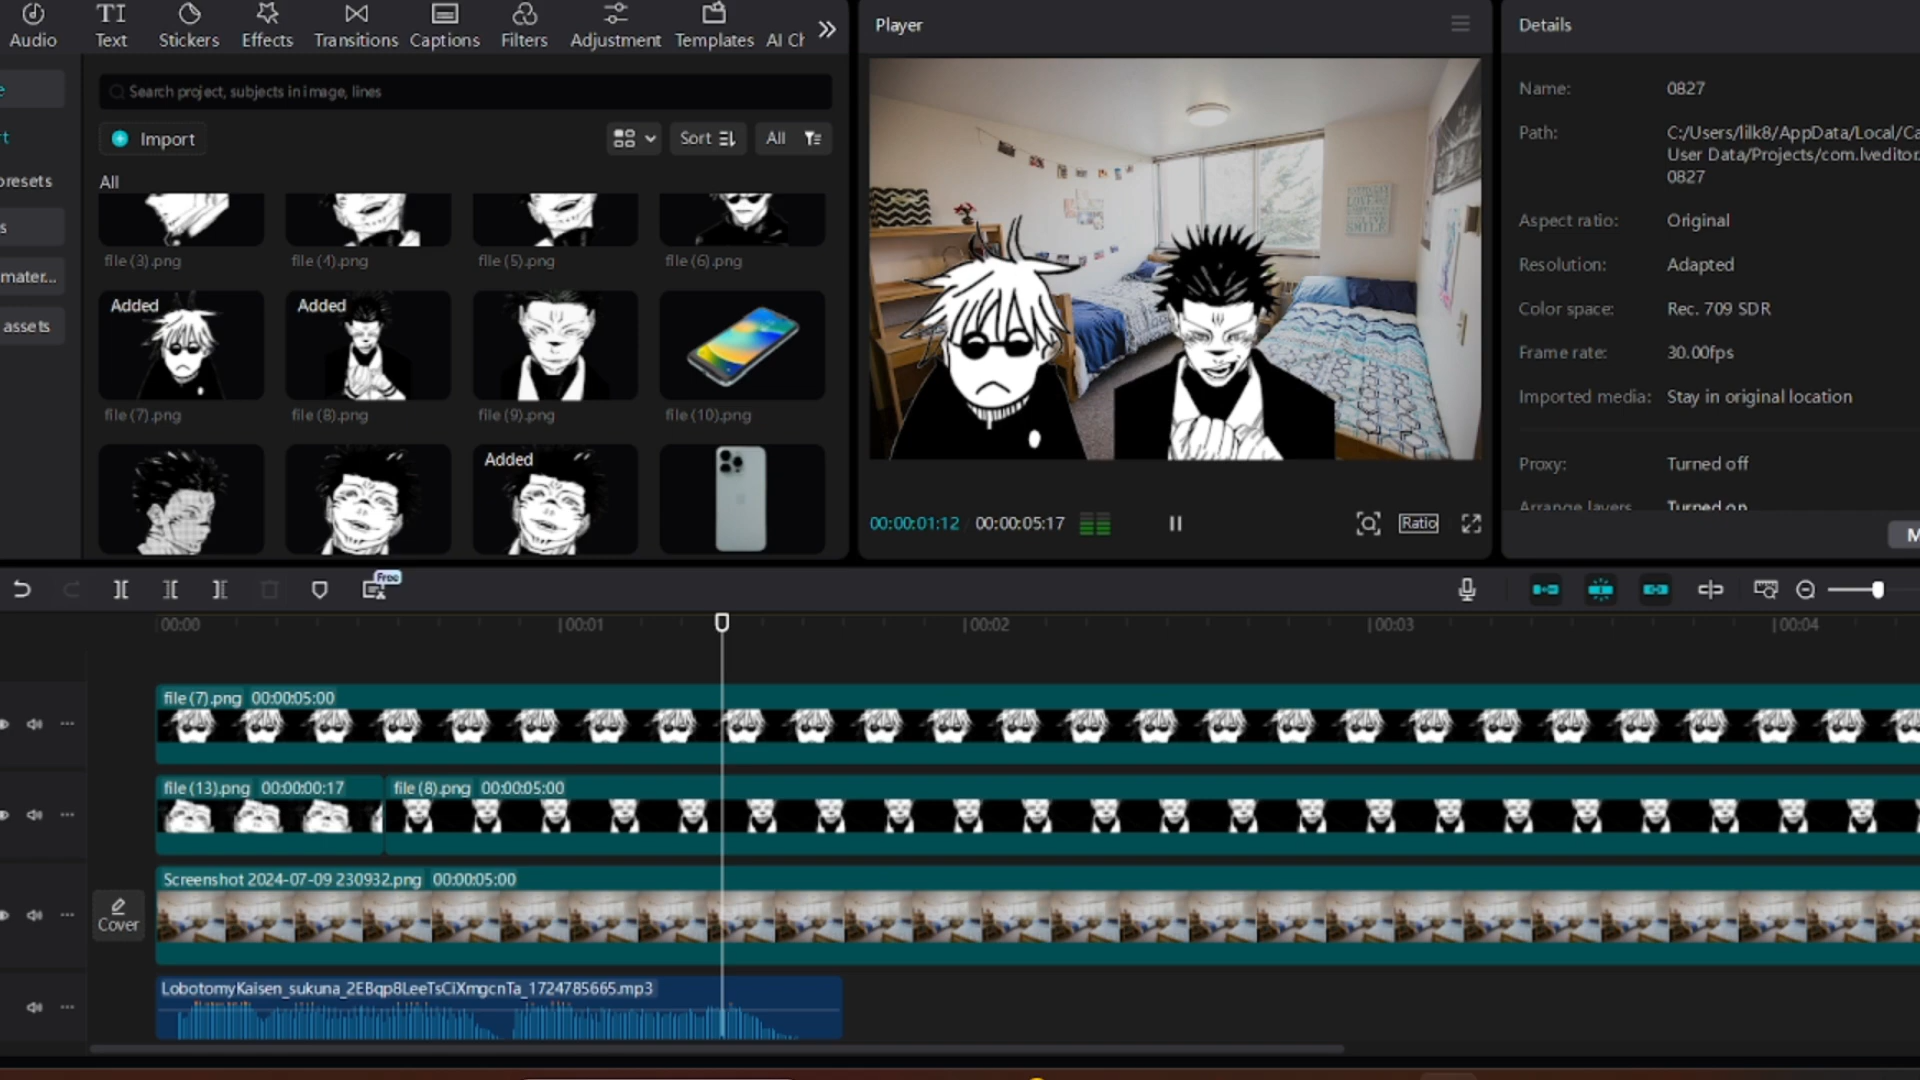 Audio
Text
Stickers
Effects
Transitions
Captions
Filters
Adjustment
Templates
AI Ch
Search project, subjects in image, lines
Import
Sort
All
presets
s
mater...
assets
All
file (3).png
file (4).png
file (5).png
file (6).png
Added
Added
file (7).png
file (8).png
file (9).png
file (10).png
Added
Player
00:00:01:12
00:00:05:17
Ratio
Details
Name: 0827
Path: C:/Users/lilk8/AppData/Local/Ca
User Data/Projects/com.lveditor.
0827
Aspect ratio: Original
Resolution: Adapted
Color space: Rec. 709 SDR
Frame rate: 30.00fps
Imported media: Stay in original location
Proxy: Turned off
Arrange layers Turned on
M
Free
00:00
00:01
00:02
00:03
00:04
file (7).png 00:00:05:00
file (13).png 00:00:00:17
file (8).png 00:00:05:00
Screenshot 2024-07-09 230932.png 00:00:05:00
Cover
LobotomyKaisen_sukuna_2EBqp8LeeTsCiXmgcnTa_1724785665.mp3